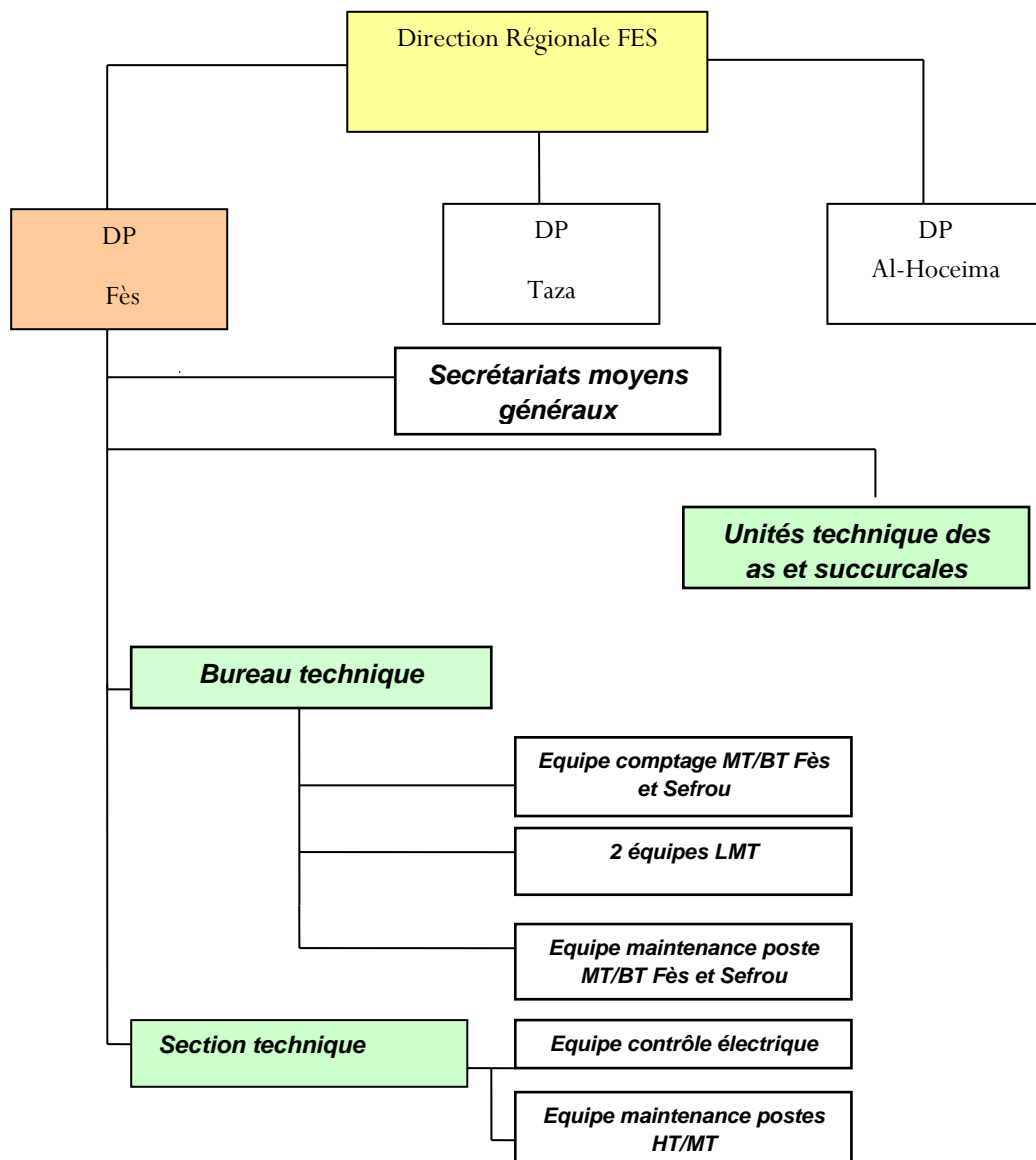 Direction Régionale FES
DP
Fès
DP
Taza
DP
Al-Hoceima
Secrétariats moyens
généraux
Unités technique des
as et succurcales
Bureau technique
Equipe comptage MT/BT Fès
et Sefrou
2 équipes LMT
Equipe maintenance poste
MT/BT Fès et Sefrou
Section technique
Equipe contrôle électrique
Equipe maintenance postes
HT/MT